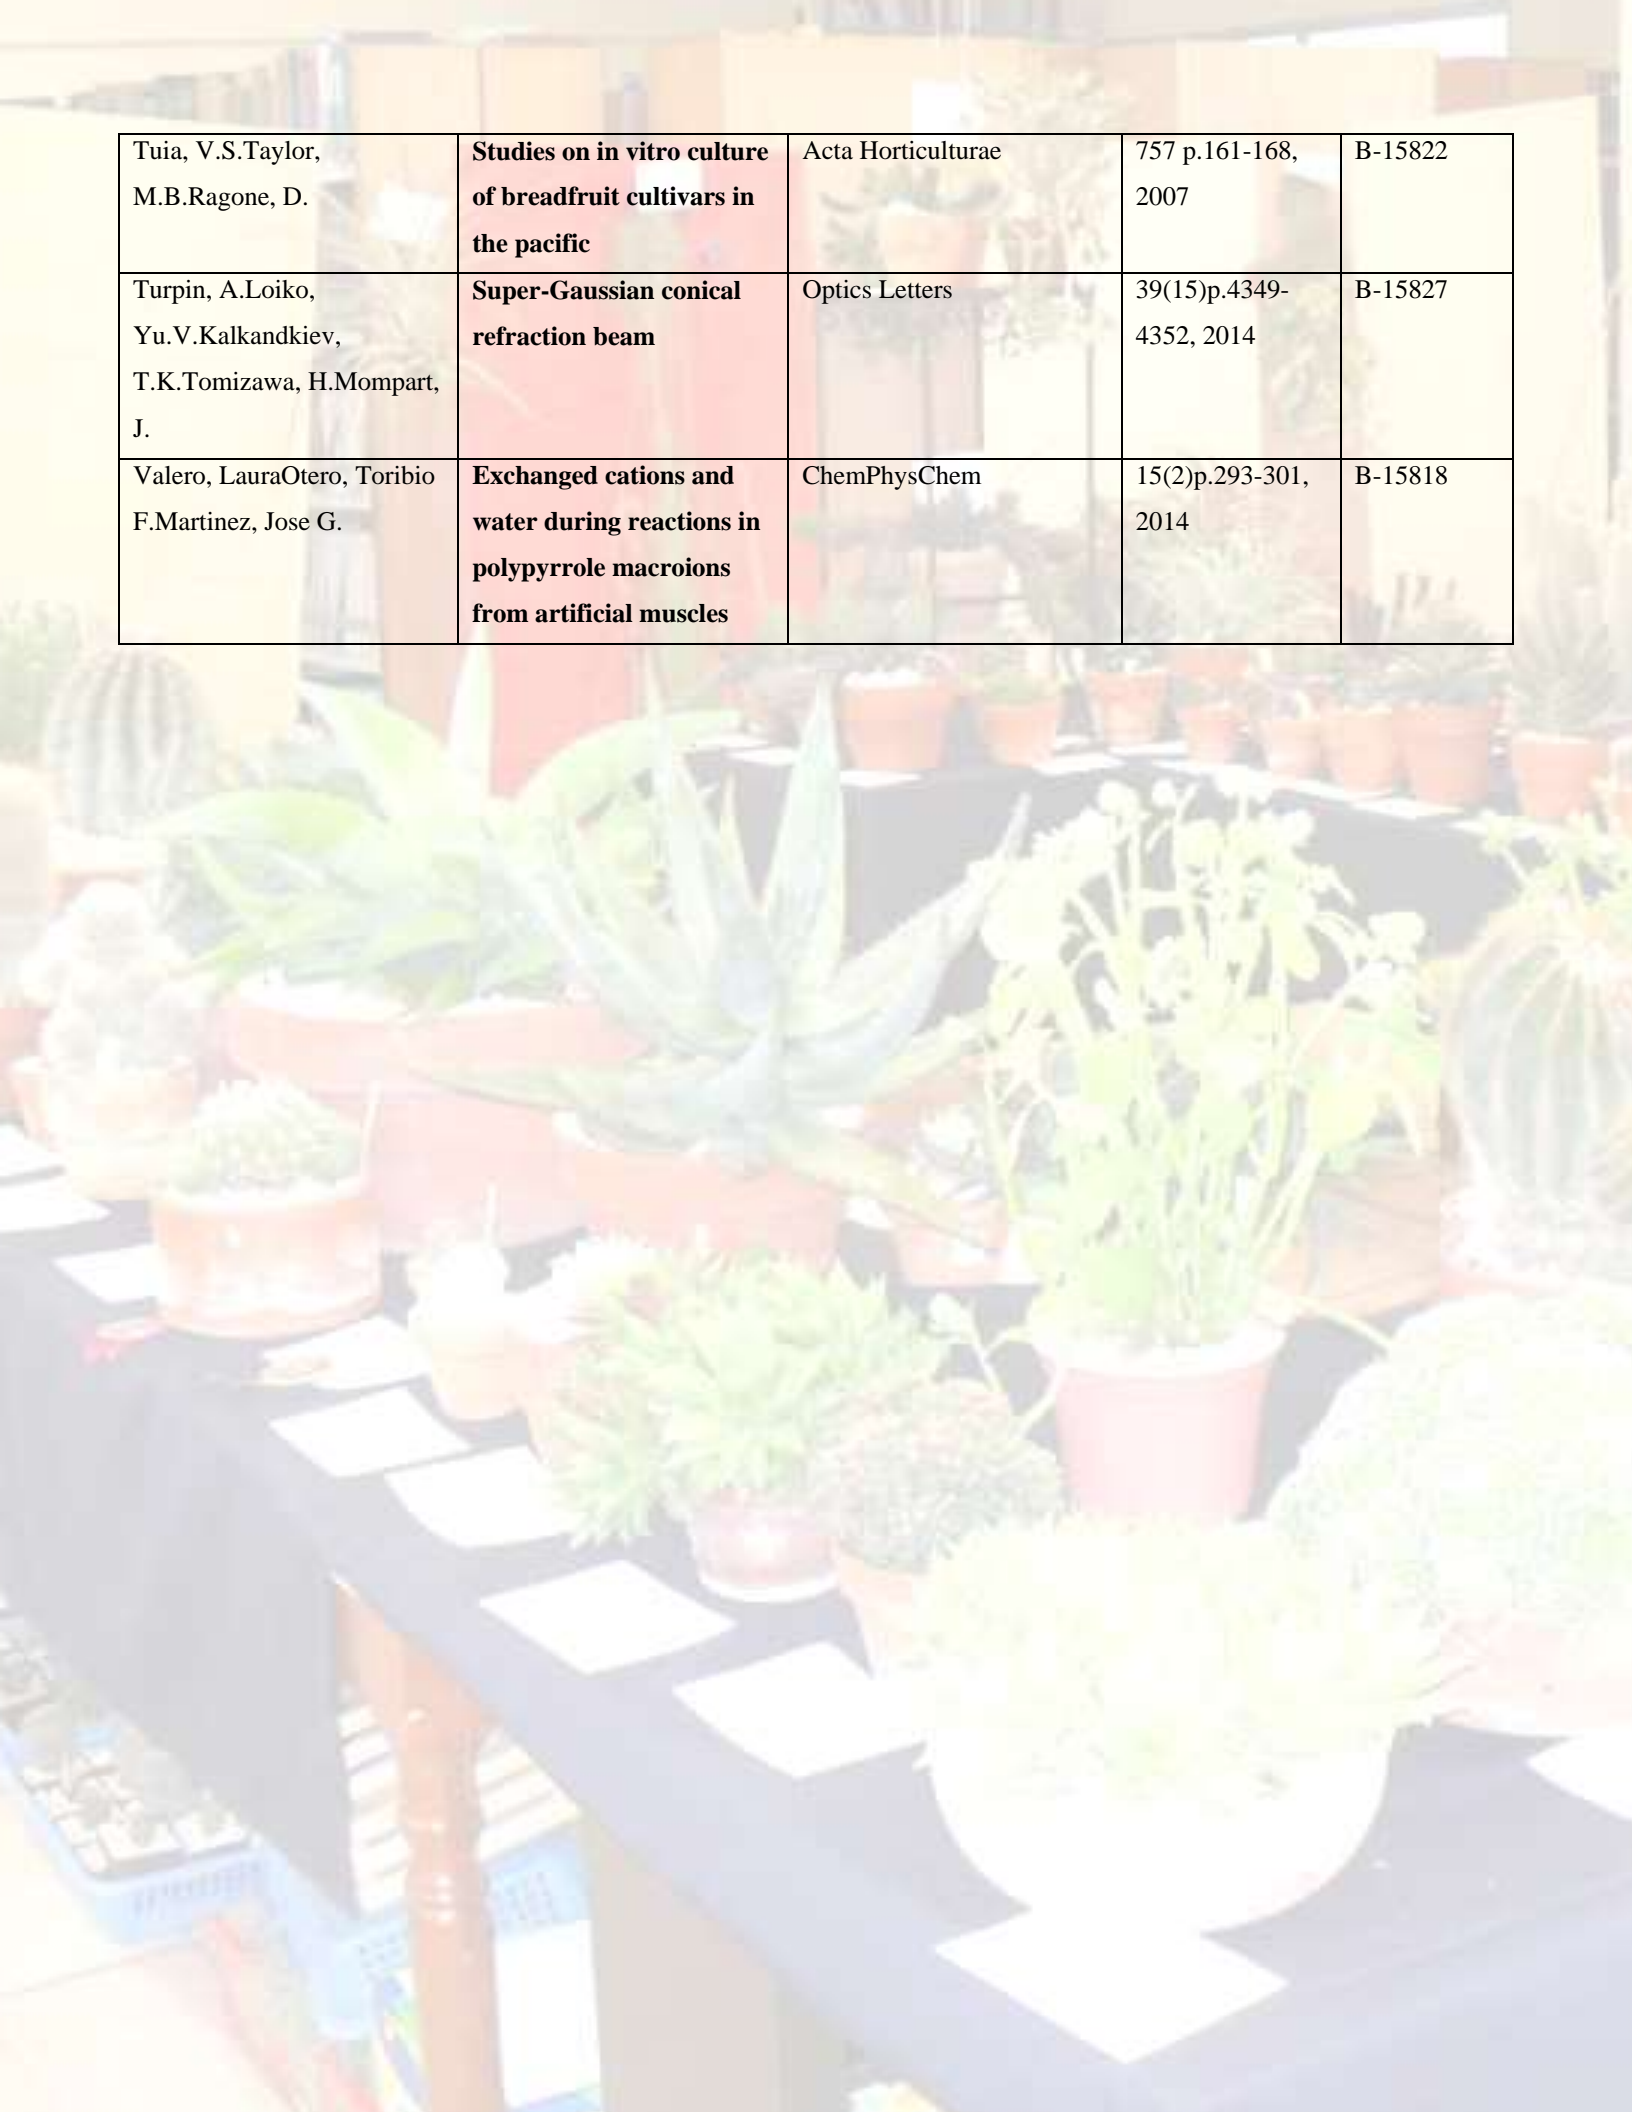 Tuia, V.S.Taylor,
M.B.Ragone, D.
Studies on in vitro culture
of breadfruit cultivars in
the pacific
Acta Horticulturae
757 p.161-168,
2007
B-15822
Turpin, A.Loiko,
Yu.V.Kalkandkiev,
T.K.Tomizawa, H.Mompart,
J.
Super-Gaussian conical
refraction beam
Optics Letters
39(15)p.4349-
4352, 2014
B-15827
Valero, LauraOtero, Toribio
F.Martinez, Jose G.
Exchanged cations and
water during reactions in
polypyrrole macroions
from artificial muscles
ChemPhysChem
15(2)p.293-301,
2014
B-15818